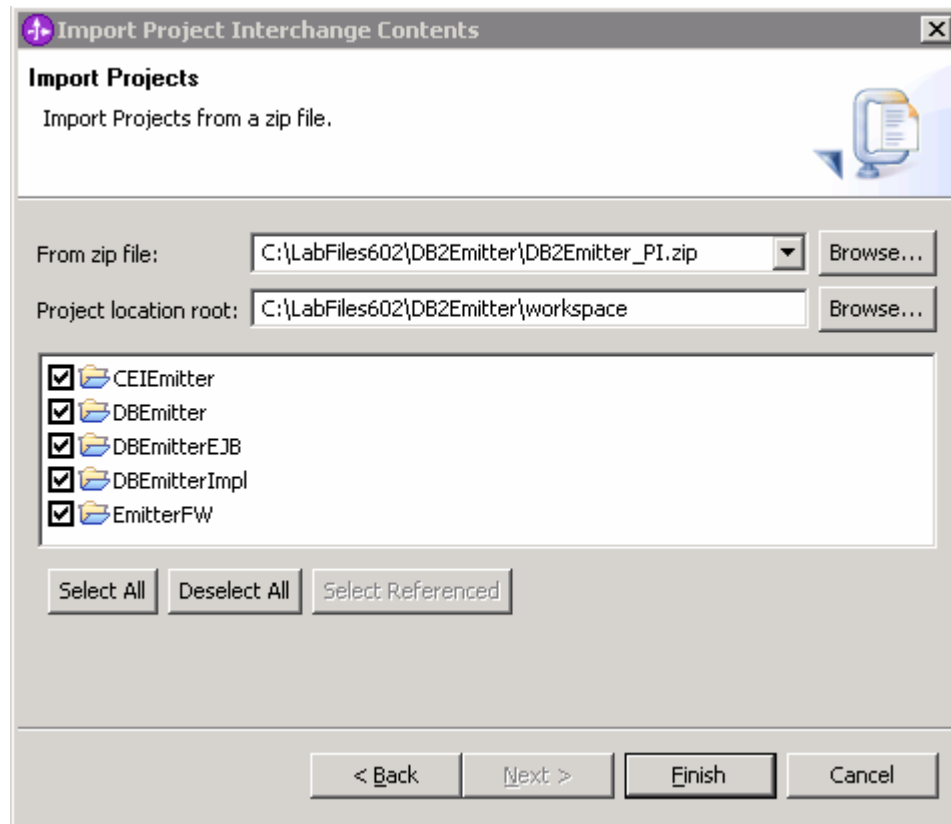 Import Project Interchange Contents
Import Projects
Import Projects from a zip file.
From zip file: C:\LabFiles602\DB2Emitter\DB2Emitter_PI.zip Browse...
Project location root: C:\LabFiles602\DB2Emitter\workspace Browse...
CEIEmitter
DBEmitter
DBEmitterEJB
DBEmitterImpl
EmitterFW
Select All Deselect All Select Referenced
< Back Next > Finish Cancel